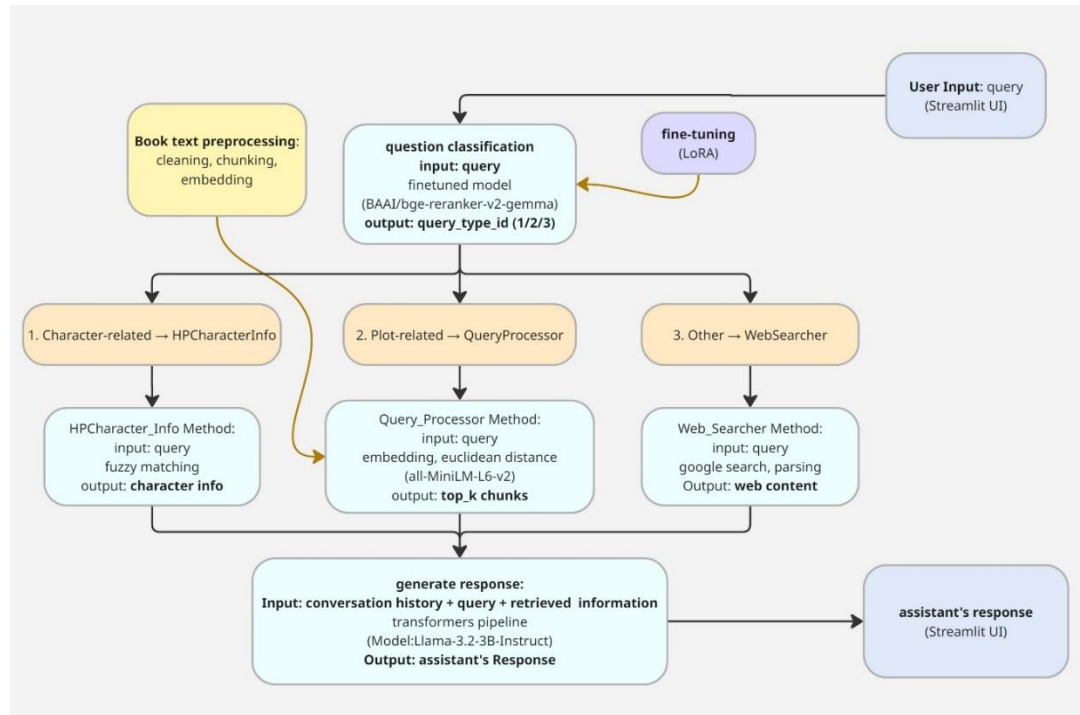 User Input: query
(Streamlit UI)
Book text preprocessing:
cleaning, chunking,
embedding
question classification
input: query
finetuned model
(BAAI/bge-reranker-v2-gemma)
output: query_type_id (1/2/3)
fine-tuning
(LoRA)
1. Character-related → HPCharacterInfo
2. Plot-related → QueryProcessor
3. Other → WebSearcher
HPCharacter_Info Method:
input: query
fuzzy matching
output: character info
Query_Processor Method:
input: query
embedding, euclidean distance
(all-MiniLM-L6-v2)
output: top_k chunks
Web_Searcher Method:
input: query
google search, parsing
Output: web content
generate response:
Input: conversation history + query + retrieved information
transformers pipeline
(Model:Llama-3.2-3B-Instruct)
Output: assistant's Response
assistant's response
(Streamlit UI)